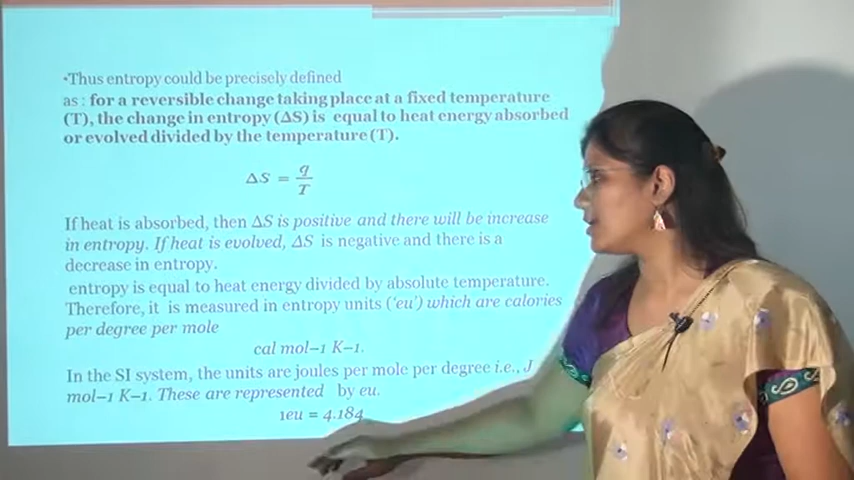 •Thus entropy could be precisely defined
as : for a reversible change taking place at a fixed temperature
(T), the change in entropy (ΔS) is equal to heat energy absorbed
or evolved divided by the temperature (T).
ΔS = q/T
If heat is absorbed, then ΔS is positive and there will be increase
in entropy. If heat is evolved, ΔS is negative and there is a
decrease in entropy.
entropy is equal to heat energy divided by absolute temperature.
Therefore, it is measured in entropy units ('eu') which are calories
per degree per mole
cal mol−1 K−1.
In the SI system, the units are joules per mole per degree i.e., J
mol−1 K−1. These are represented by eu.
1eu = 4.184